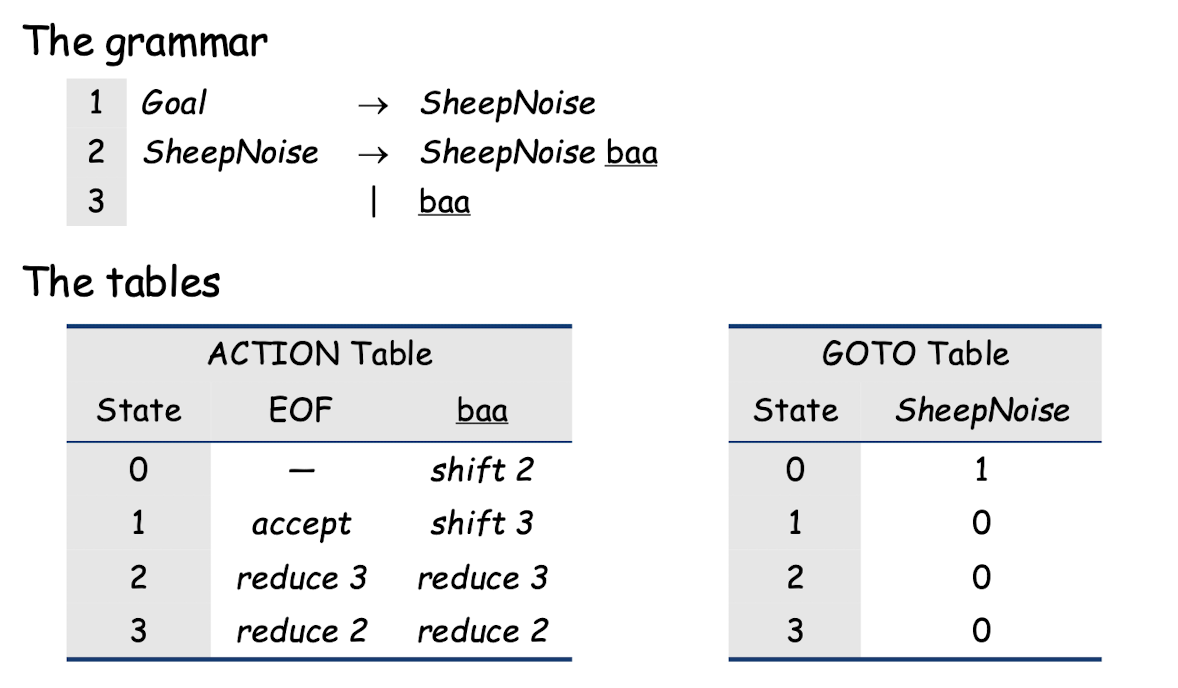 The grammar
1 Goal → SheepNoise
2 SheepNoise → SheepNoise baa
3 | baa
The tables
ACTION Table
State EOF baa
0 — shift 2
1 accept shift 3
2 reduce 3 reduce 3
3 reduce 2 reduce 2
GOTO Table
State SheepNoise
0 1
1 0
2 0
3 0